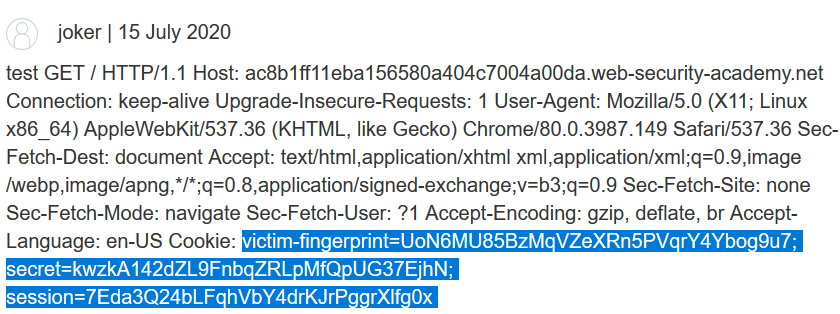 joker | 15 July 2020
test GET / HTTP/1.1 Host: ac8b1ff11eba156580a404c7004a00da.web-security-academy.net
Connection: keep-alive Upgrade-Insecure-Requests: 1 User-Agent: Mozilla/5.0 (X11; Linux
x86_64) AppleWebKit/537.36 (KHTML, like Gecko) Chrome/80.0.3987.149 Safari/537.36 Sec-
Fetch-Dest: document Accept: text/html,application/xhtml xml,application/xml;q=0.9,image
/webp,image/apng,*/*;q=0.8,application/signed-exchange;v=b3;q=0.9 Sec-Fetch-Site: none
Sec-Fetch-Mode: navigate Sec-Fetch-User: ?1 Accept-Encoding: gzip, deflate, br Accept-
Language: en-US Cookie: victim-fingerprint=UoN6MU85BzMqVZeXRn5PVqrY4Ybog9u7;
secret=kwzkA142dZL9FnbqZRLpMfQpUG37EjhN;
session=7Eda3Q24bLFqhVbY4drKJrPggrXlfg0x